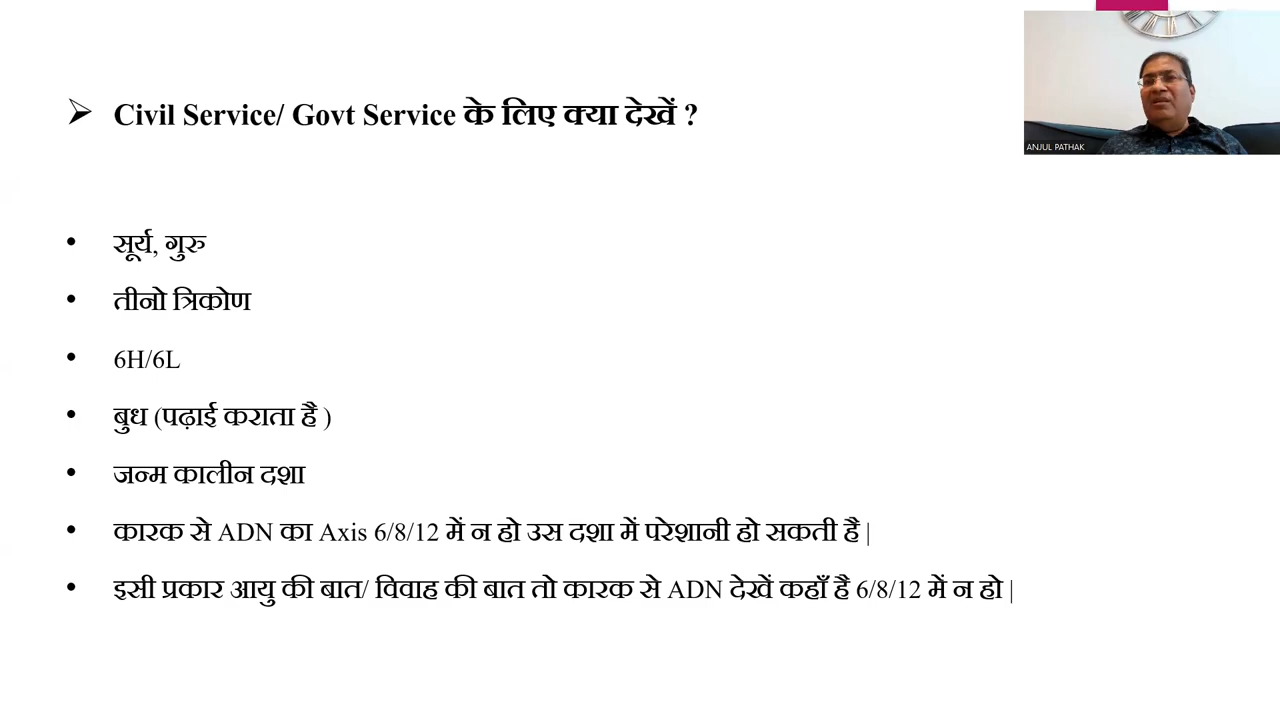 Civil Service/ Govt Service के लिए क्या देखें ?
ANJUL PATHAK
सूर्य, गुरु
तीनो त्रिकोण
6H/6L
बुध (पढ़ाई कराता है )
जन्म कालीन दशा
कारक से ADN का Axis 6/8/12 में न हो उस दशा में परेशानी हो सकती है |
इसी प्रकार आयु की बात/ विवाह की बात तो कारक से ADN देखें कहाँ है 6/8/12 में न हो |